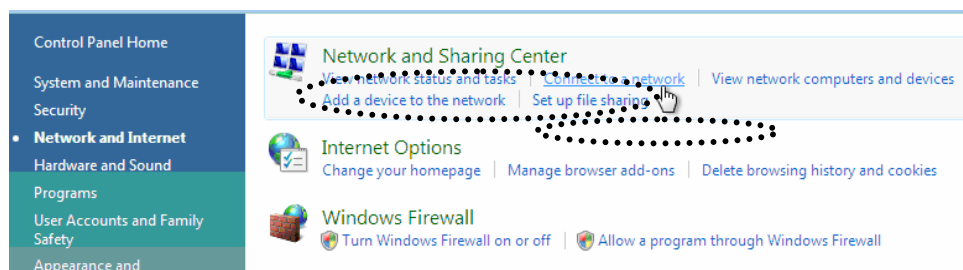 Control Panel Home
System and Maintenance
Security
Network and Internet
Hardware and Sound
Programs
User Accounts and Family
Safety
Appearance and
Network and Sharing Center
View network status and tasks Connect to a network View network computers and devices
Add a device to the network Set up file sharing
Internet Options
Change your homepage Manage browser add-ons Delete browsing history and cookies
Windows Firewall
Turn Windows Firewall on or off Allow a program through Windows Firewall